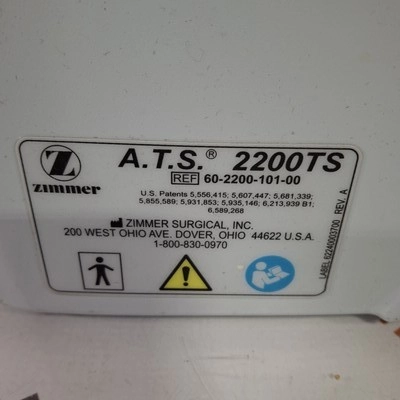 A.T.S.® 2200TS
zimmer
REF 60-2200-101-00
U.S. Patents 5,556,415; 5,607,447; 5,681,339;
5,855,589; 5,931,853; 5,935,146; 6,213,939 B1;
6,589,268
ZIMMER SURGICAL, INC.
200 WEST OHIO AVE. DOVER, OHIO 44622 U.S.A.
1-800-830-0970
LABEL 62240003700 REV. A